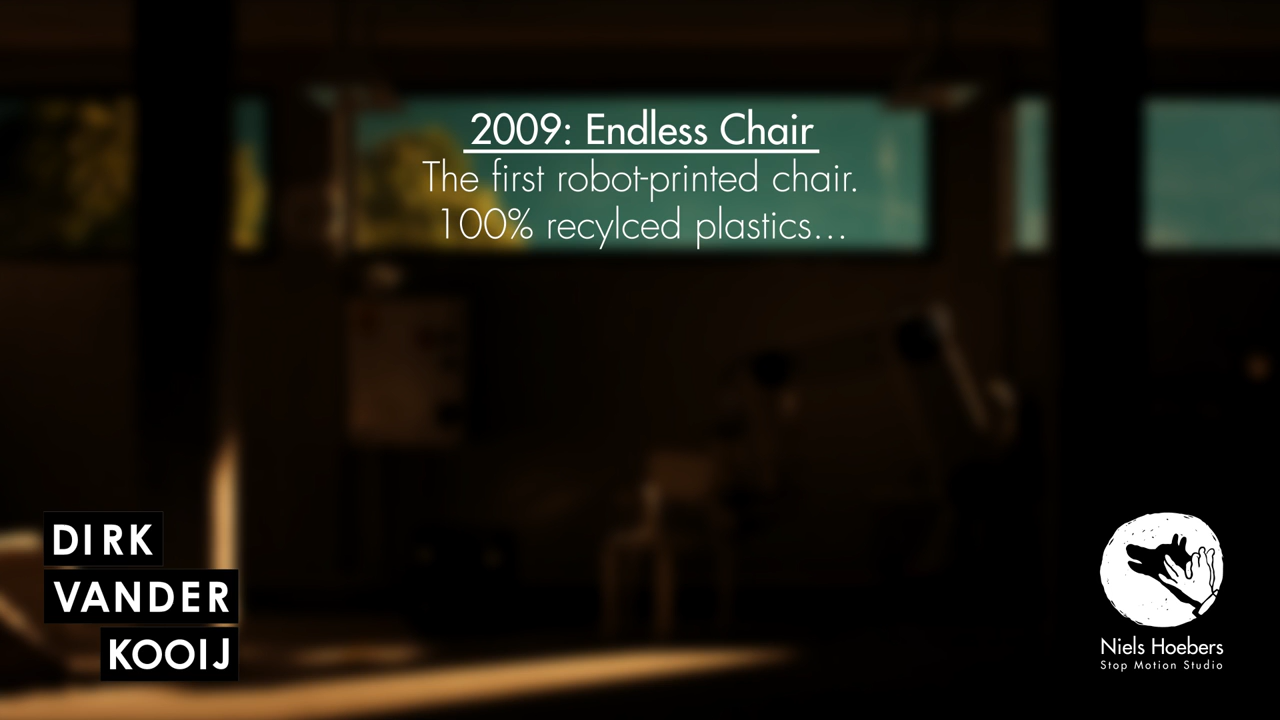 2009: Endless Chair
The first robot-printed chair.
100% recylced plastics...
DIRK
VANDER
KOOIJ
Niels Hoebers
Stop Motion Studio